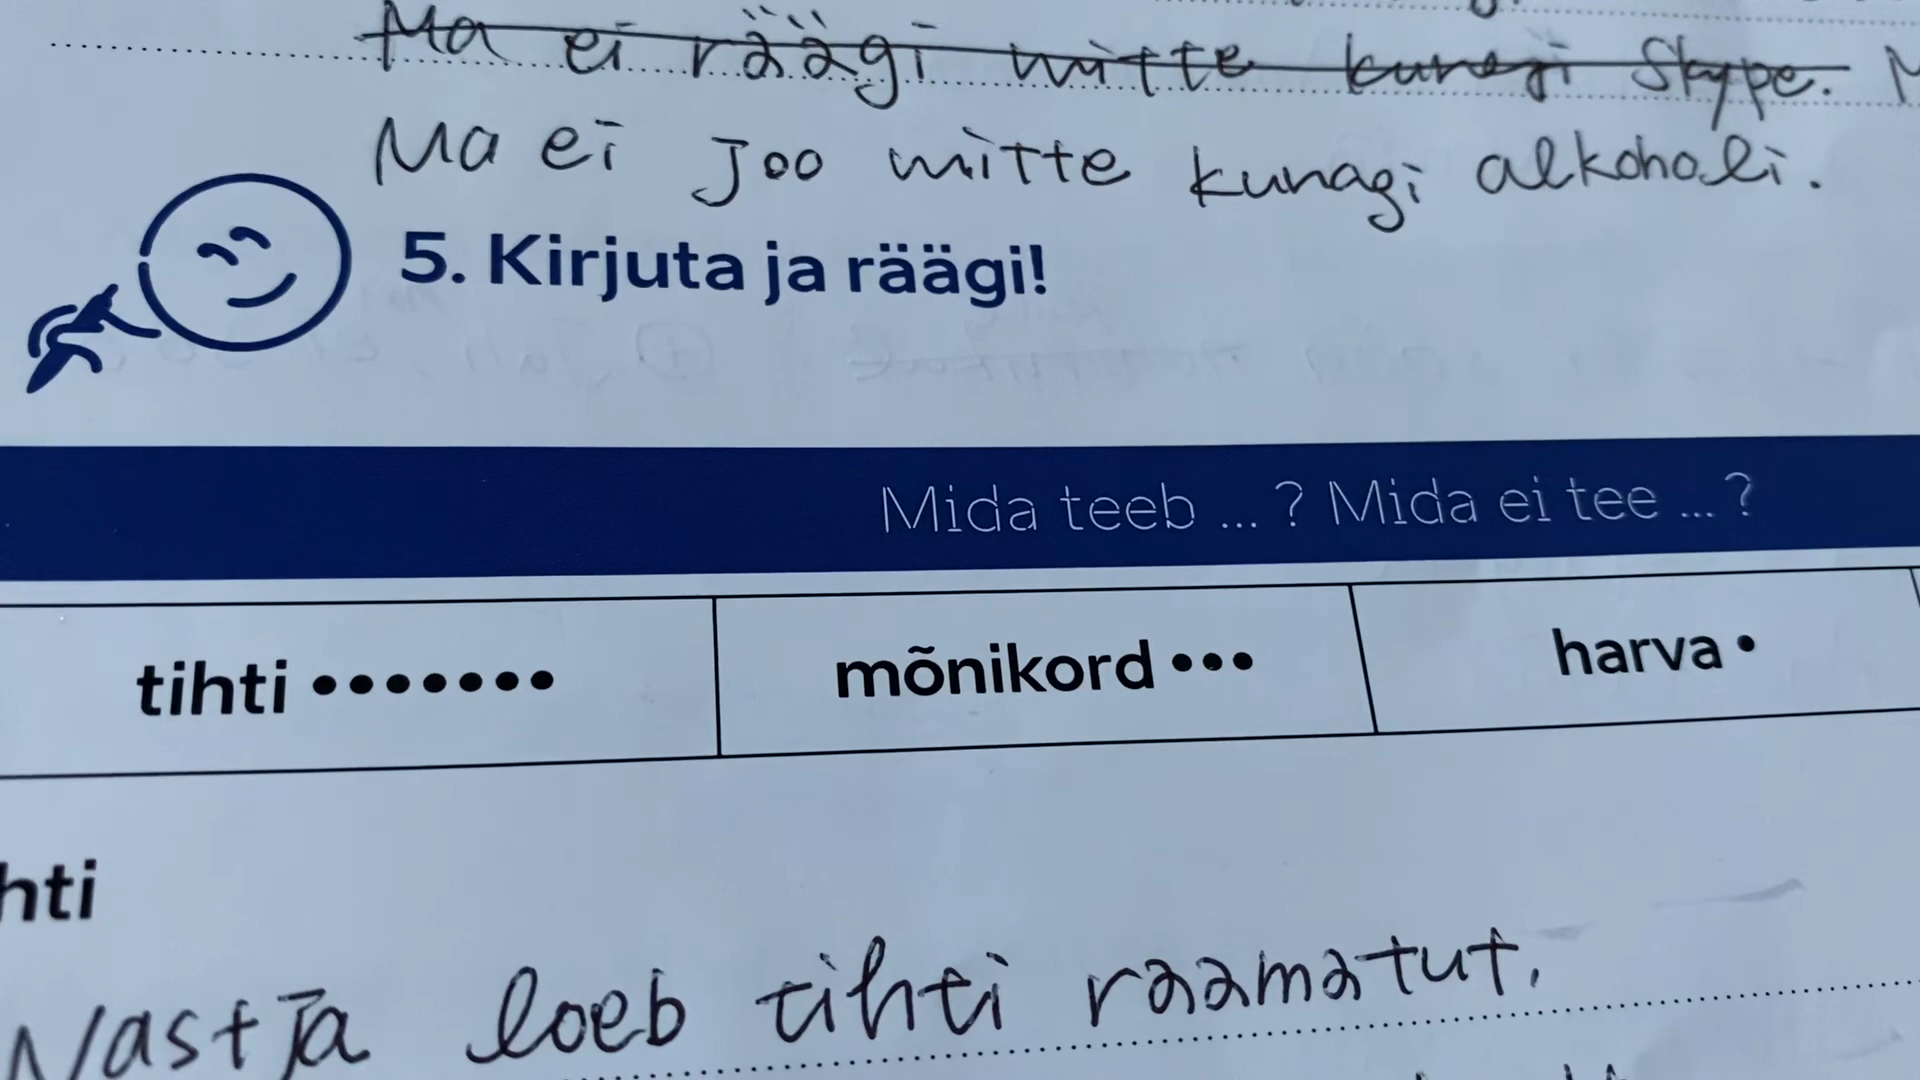 Ma ei räägi mitte kunagi Skype.
Ma ei Joo mitte kunagi alkoholi.
5. Kirjuta ja räägi!
Mida teeb ... ? Mida ei tee ... ?
tihti ••••••• mõnikord ••• harva •
hti
Nastja loeb tihti raamatut.